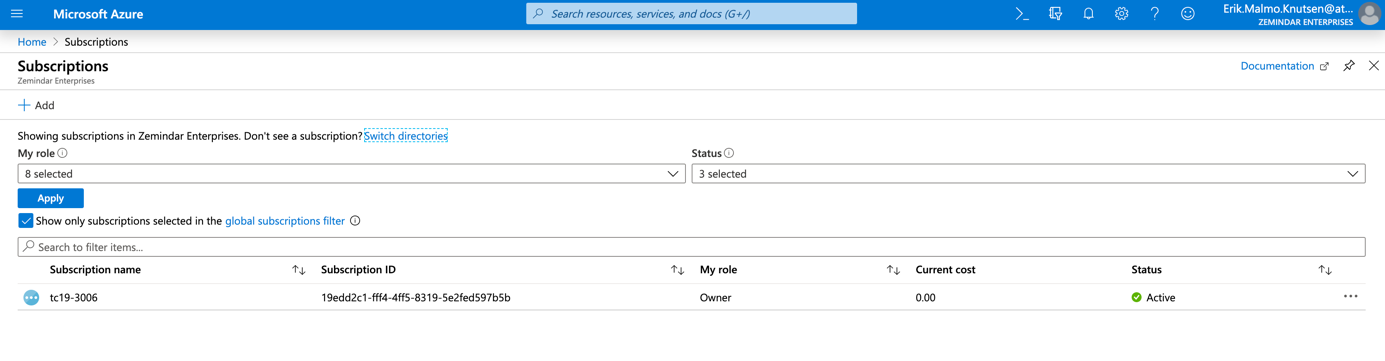 Microsoft Azure
Search resources, services, and docs (G+/)
Erik.Malmo.Knutsen@at...
ZEMINDAR ENTERPRISES
Home > Subscriptions
Subscriptions
Zemindar Enterprises
Documentation
Add
Showing subscriptions in Zemindar Enterprises. Don't see a subscription? Switch directories
My role
Status
8 selected
3 selected
Apply
Show only subscriptions selected in the global subscriptions filter
Search to filter items...
Subscription name Subscription ID My role Current cost Status
tc19-3006 19edd2c1-fff4-4ff5-8319-5e2fed597b5b Owner 0.00 Active